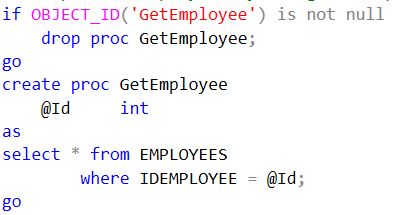 if OBJECT_ID('GetEmployee') is not null
    drop proc GetEmployee;
go
create proc GetEmployee
    @Id     int
as
select * from EMPLOYEES
        where IDEMPLOYEE = @Id;
go